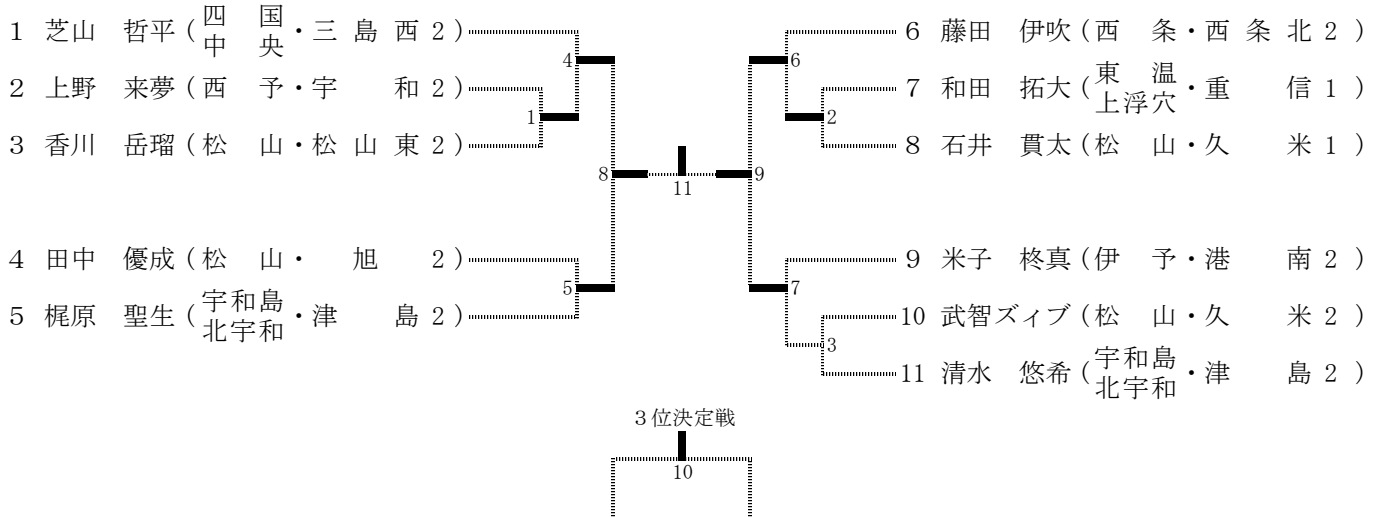 1 芝山 哲平(四国中央・三島西2)
2 上野 来夢(西予・宇和2)
3 香川 岳瑠(松山・松山東2)
4 田中 優成(松山・旭2)
5 梶原 聖生(宇和島北宇和・津島2)
4
1
8
5
11
6 藤田 伊吹(西条・西条北2)
7 和田 拓大(東温上浮穴・重信1)
8 石井 貫太(松山・久米1)
9 米子 柊真(伊予・港南2)
10 武智ズィブ(松山・久米2)
11 清水 悠希(宇和島北宇和・津島2)
6
2
9
7
3
3位決定戦
10